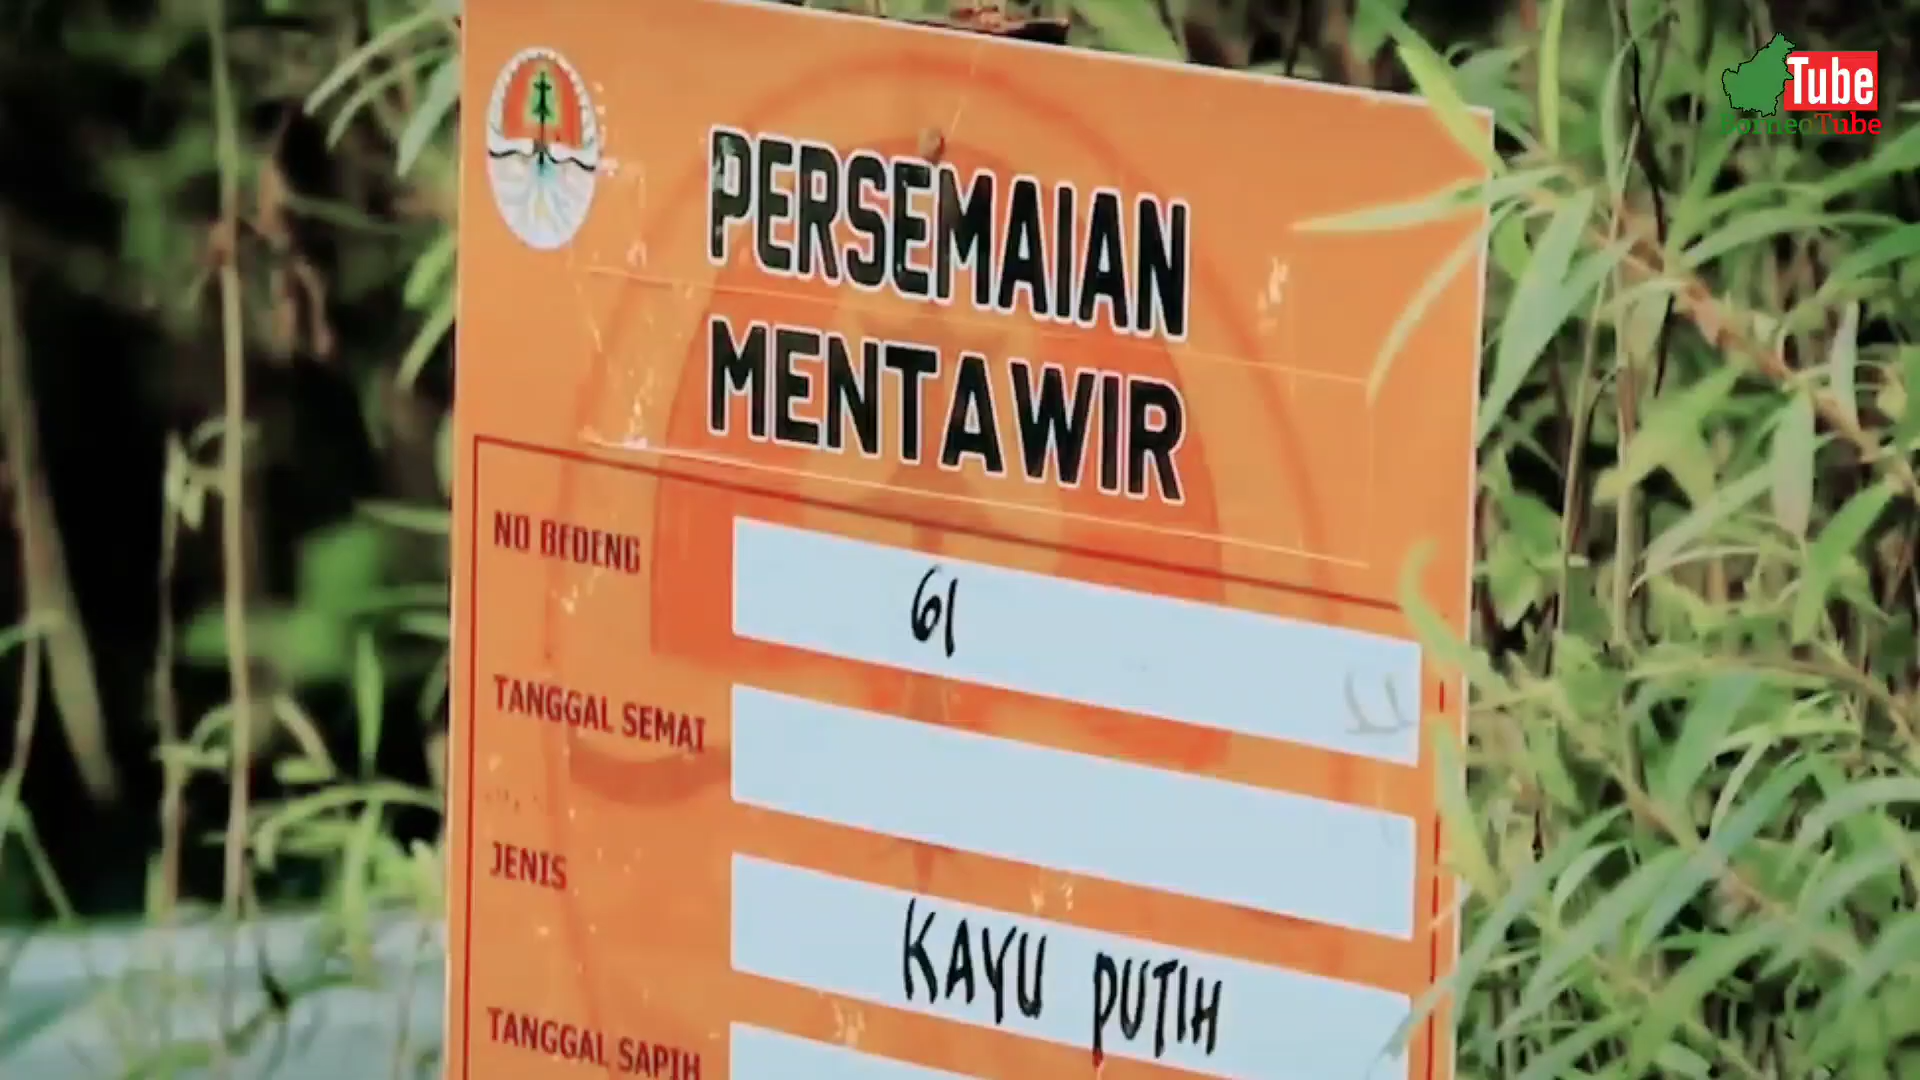 Tube
BorneoTube
PERSEMAIAN
MENTAWIR
NO BEDENG
61
TANGGAL SEMAI
JENIS
KAYU PUTIH
TANGGAL SAPIH